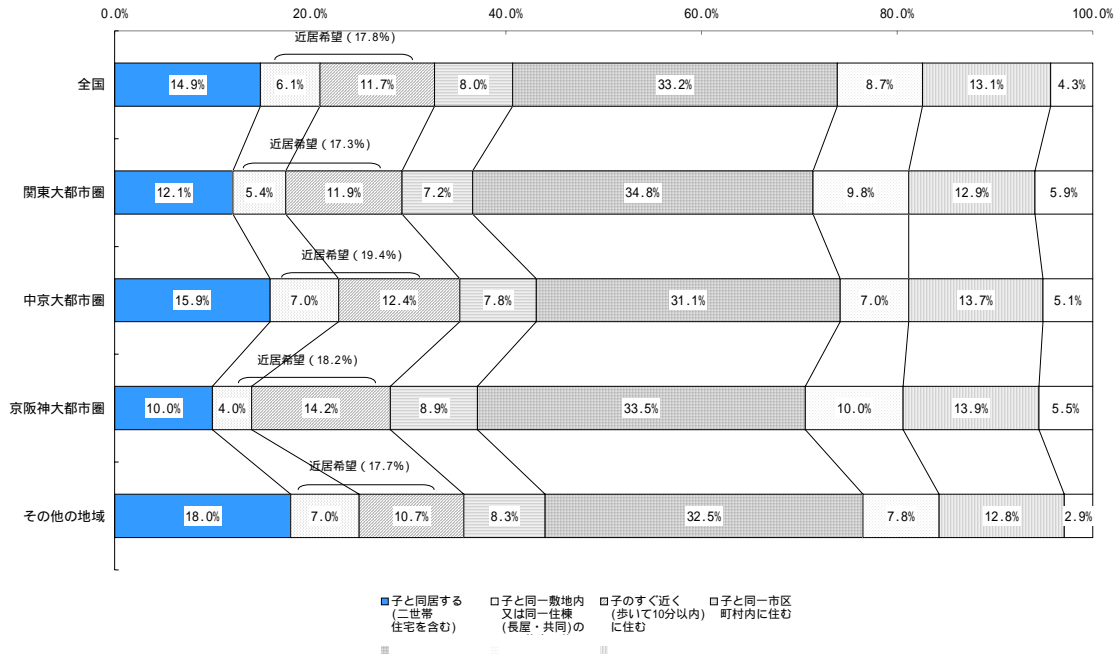 0.0% 20.0% 40.0% 60.0% 80.0% 100.0%
近居希望(17.8%)
全国 14.9% 6.1% 11.7% 8.0% 33.2% 8.7% 13.1% 4.3%
近居希望(17.3%)
関東大都市圏 12.1% 5.4% 11.9% 7.2% 34.8% 9.8% 12.9% 5.9%
近居希望(19.4%)
中京大都市圏 15.9% 7.0% 12.4% 7.8% 31.1% 7.0% 13.7% 5.1%
近居希望(18.2%)
京阪神大都市圏 10.0% 4.0% 14.2% 8.9% 33.5% 10.0% 13.9% 5.5%
近居希望(17.7%)
その他の地域 18.0% 7.0% 10.7% 8.3% 32.5% 7.8% 12.8% 2.9%
子と同居する
(二世帯
住宅を含む)
子と同一敷地内
又は同一住棟
(長屋・共同)の
子のすぐ近く
(歩いて10分以内)
に住む
子と同一市区
町村内に住む